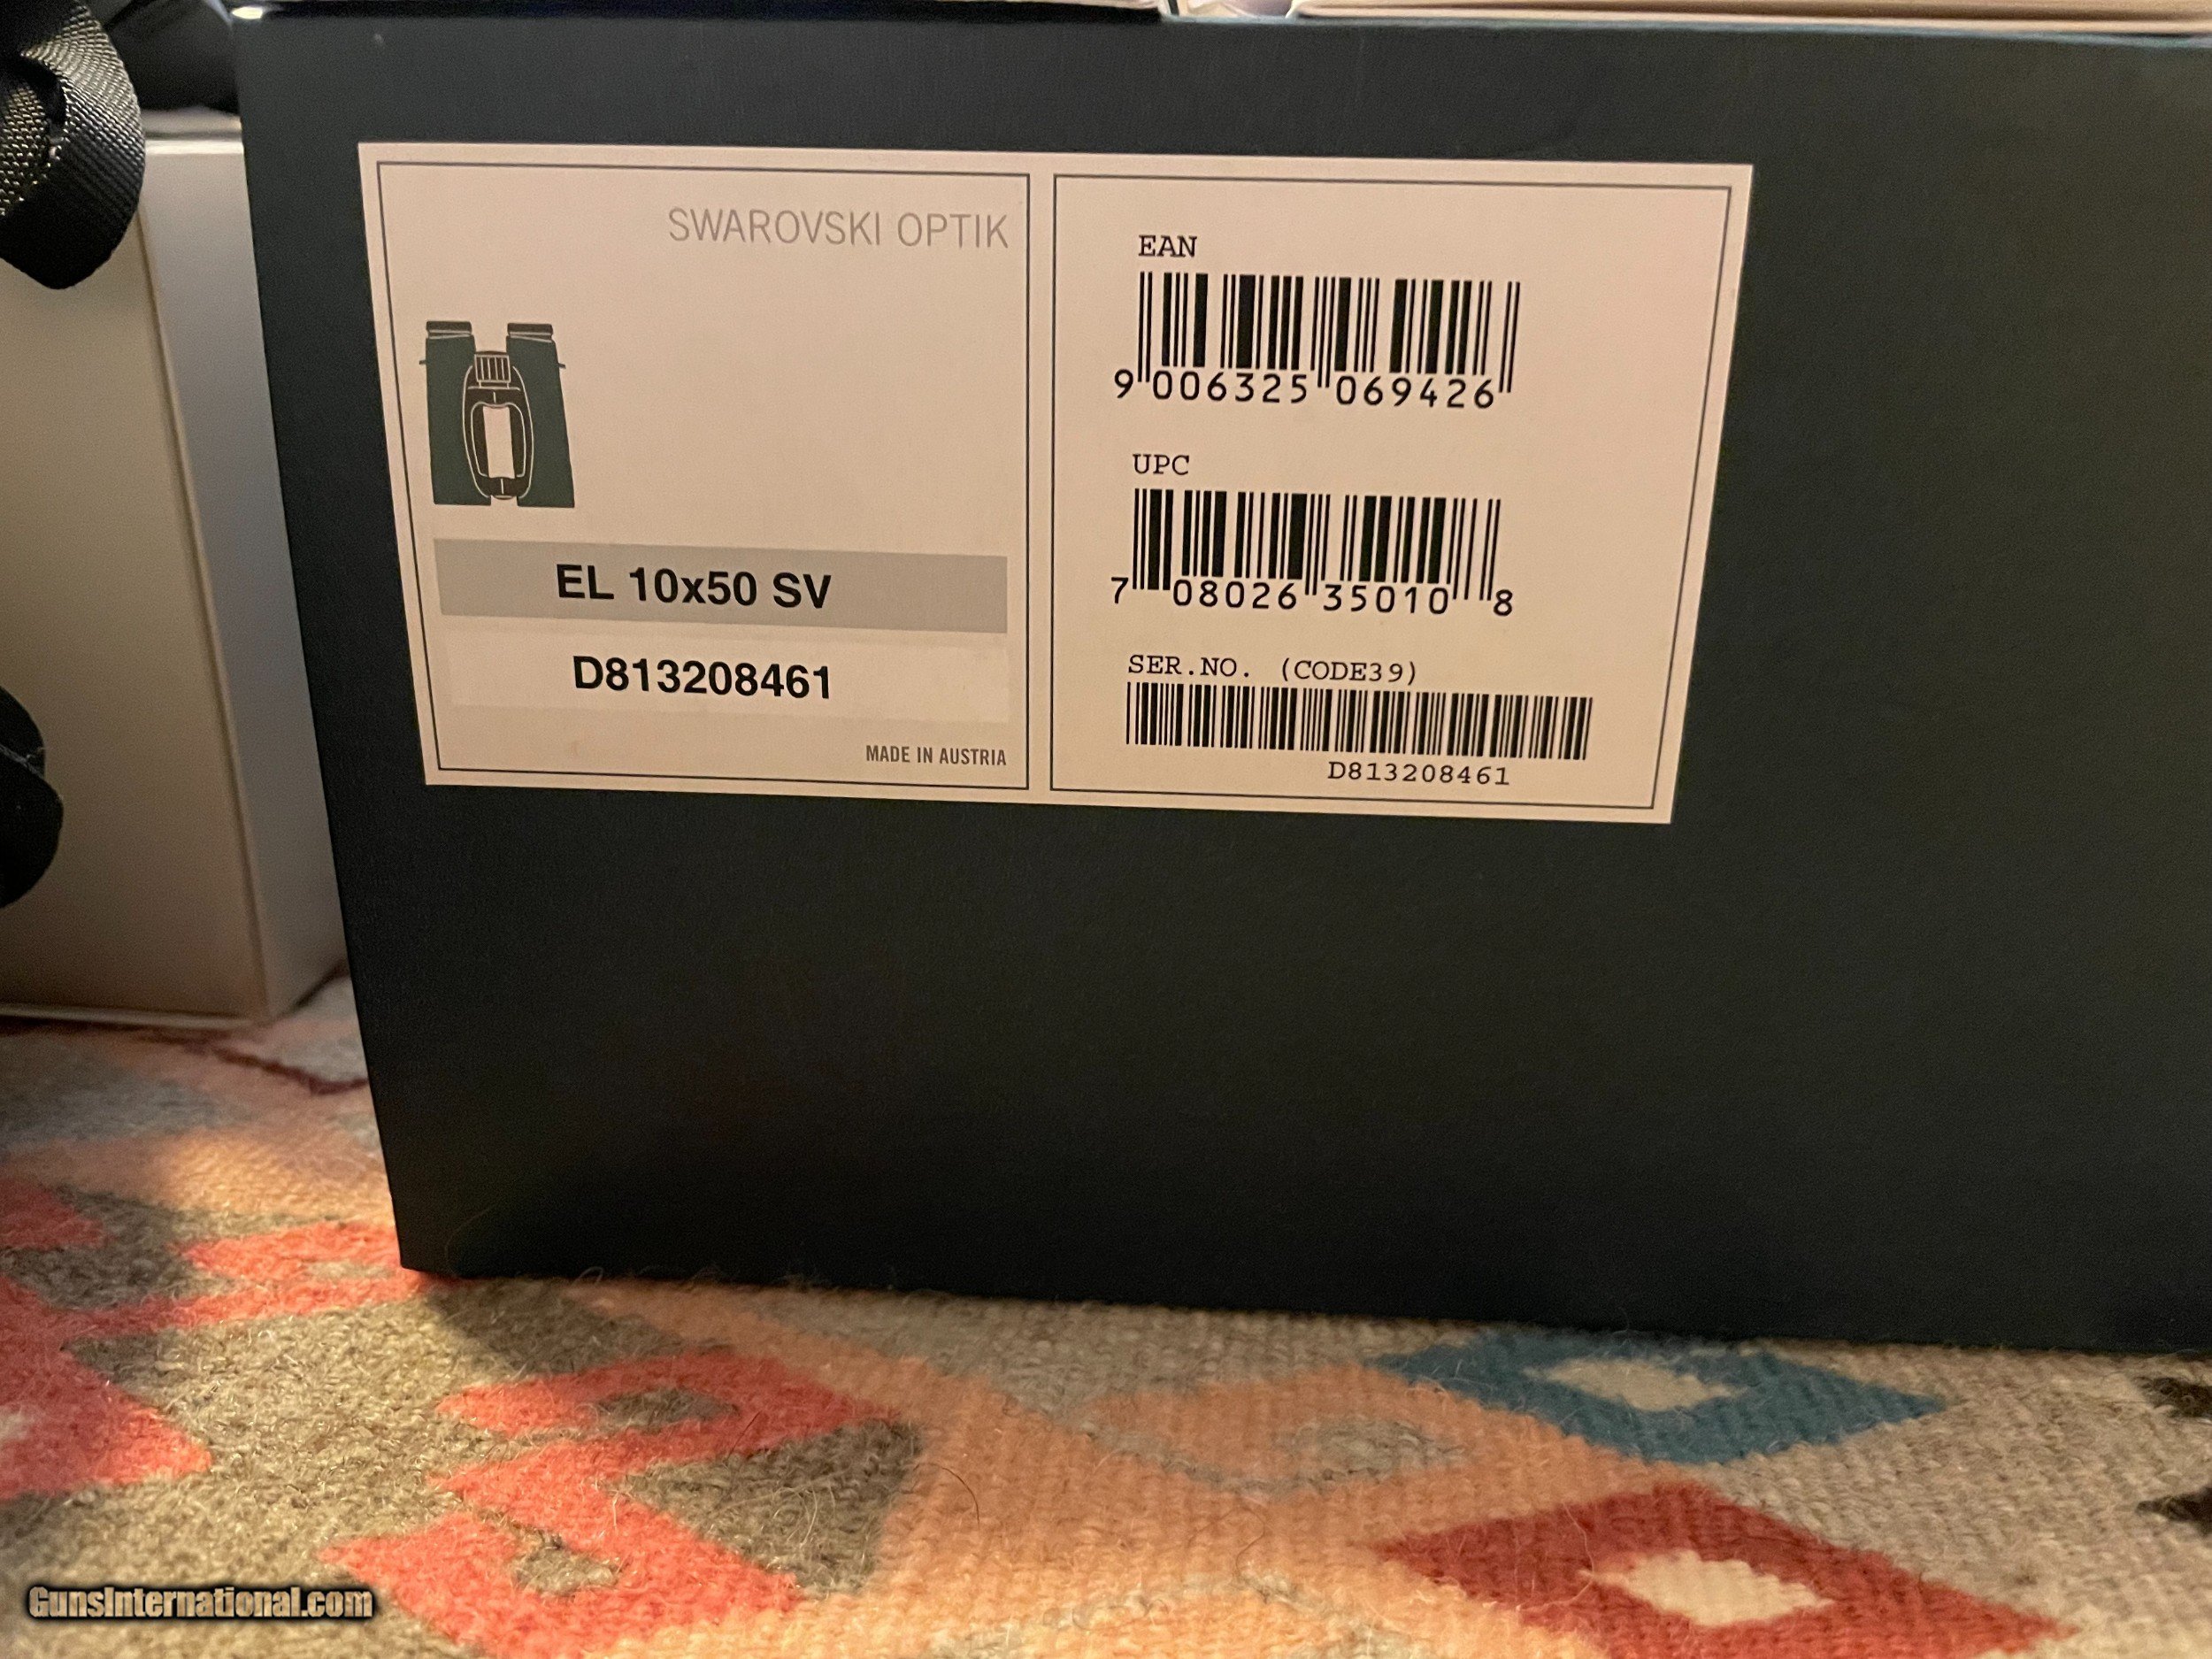 SWAROVSKI OPTIK
EL 10x50 SV
D813208461
MADE IN AUSTRIA
EAN
9 006325 069426
UPC
7 08026 35010 8
SER.NO. (CODE39)
D813208461
GunsInternational.com